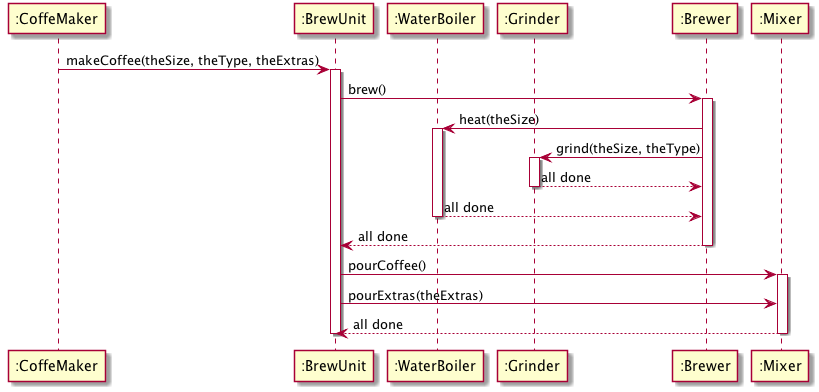 :CoffeMaker
:BrewUnit
:WaterBoiler
:Grinder
:Brewer
:Mixer
makeCoffee(theSize, theType, theExtras)
brew()
heat(theSize)
grind(theSize, theType)
all done
all done
all done
pourCoffee()
pourExtras(theExtras)
all done
:CoffeMaker
:BrewUnit
:WaterBoiler
:Grinder
:Brewer
:Mixer